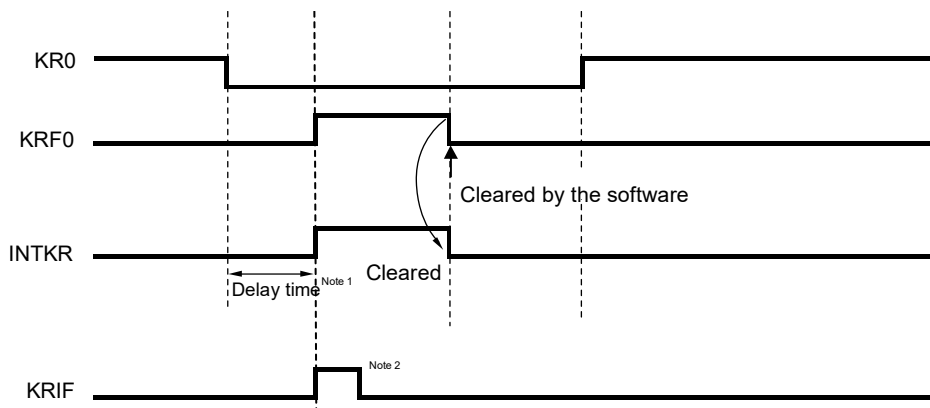 KR0
KRF0
Cleared by the software
INTKR
Cleared
Delay time Note 1
Note 2
KRIF